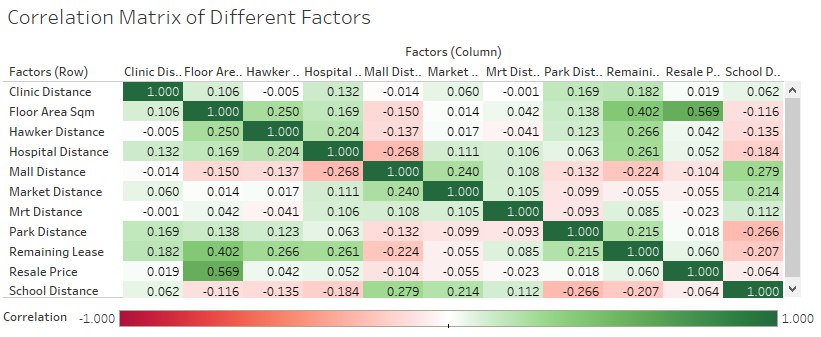 Correlation Matrix of Different Factors
Factors (Column)
Factors (Row) Clinic Dis.. Floor Are.. Hawker .. Hospital .. Mall Dist.. Market .. Mrt Dist.. Park Dist.. Remaini.. Resale P.. School D..
Clinic Distance 1.000 0.106 -0.005 0.132 -0.014 0.060 -0.001 0.169 0.182 0.019 0.062
Floor Area Sqm 0.106 1.000 0.250 0.169 -0.150 0.014 0.042 0.138 0.402 0.569 -0.116
Hawker Distance -0.005 0.250 1.000 0.204 -0.137 0.017 -0.041 0.123 0.266 0.042 -0.135
Hospital Distance 0.132 0.169 0.204 1.000 -0.268 0.111 0.106 0.063 0.261 0.052 -0.184
Mall Distance -0.014 -0.150 -0.137 -0.268 1.000 0.240 0.108 -0.132 -0.224 -0.104 0.279
Market Distance 0.060 0.014 0.017 0.111 0.240 1.000 0.105 -0.099 -0.055 -0.055 0.214
Mrt Distance -0.001 0.042 -0.041 0.106 0.108 0.105 1.000 -0.093 0.085 -0.023 0.112
Park Distance 0.169 0.138 0.123 0.063 -0.132 -0.099 -0.093 1.000 0.215 0.018 -0.266
Remaining Lease 0.182 0.402 0.266 0.261 -0.224 -0.055 0.085 0.215 1.000 0.060 -0.207
Resale Price 0.019 0.569 0.042 0.052 -0.104 -0.055 -0.023 0.018 0.060 1.000 -0.064
School Distance 0.062 -0.116 -0.135 -0.184 0.279 0.214 0.112 -0.266 -0.207 -0.064 1.000
Correlation -1.000 1.000